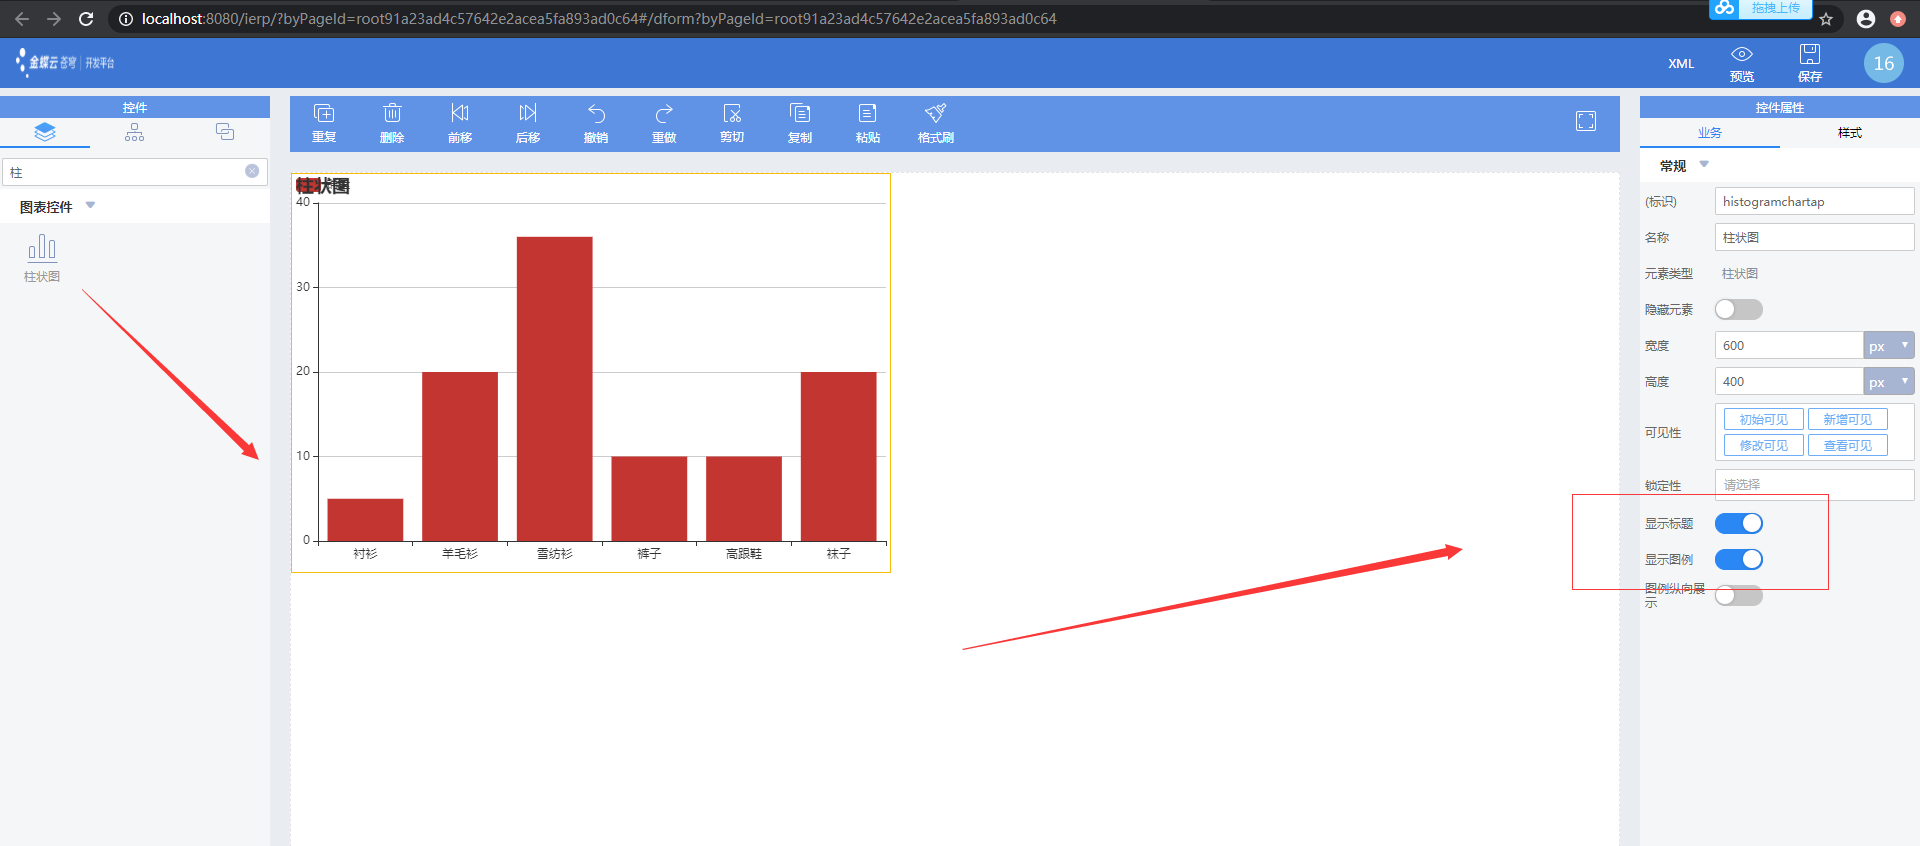 localhost:8080/ierp/?byPageId=root91a23ad4c57642e2acea5fa893ad0c64#/dform?byPageId=root91a23ad4c57642e2acea5fa893ad0c64
拖拽上传
金蝶云 苍穹 | 开发平台
XML
预览
保存
16
控件
柱
图表控件
柱状图
重复
删除
前移
后移
撤销
重做
剪切
复制
粘贴
格式刷
柱状图
40
30
20
10
0
衬衫
羊毛衫
雪纺衫
裤子
高跟鞋
袜子
控件属性
业务
样式
常规
(标识)
histogramchartap
名称
柱状图
元素类型
柱状图
隐藏元素
宽度
600
px
高度
400
px
可见性
初始可见
新增可见
修改可见
查看可见
锁定性
请选择
显示标题
显示图例
图例纵向展
示